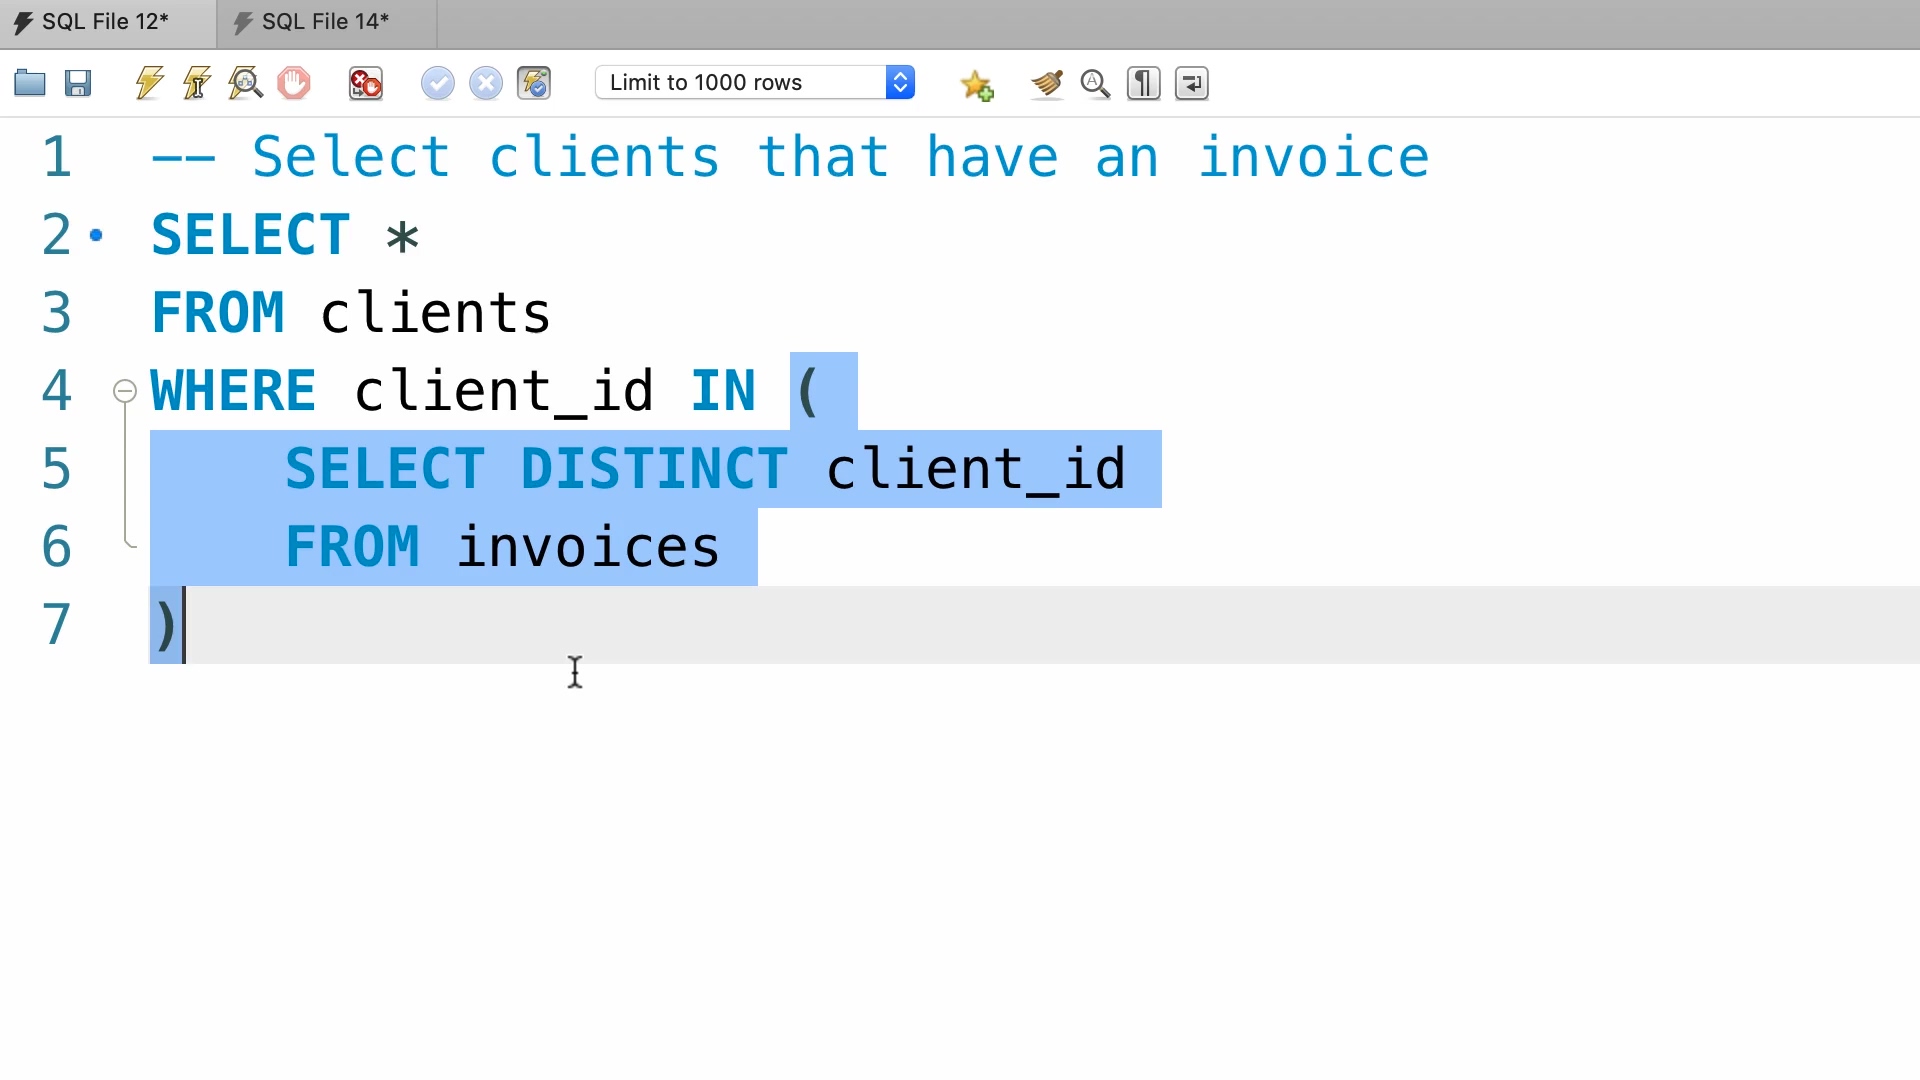 SQL File 12* SQL File 14*
Limit to 1000 rows
1 -- Select clients that have an invoice
2 SELECT *
3 FROM clients
4 WHERE client_id IN (
5 SELECT DISTINCT client_id
6 FROM invoices
7 )